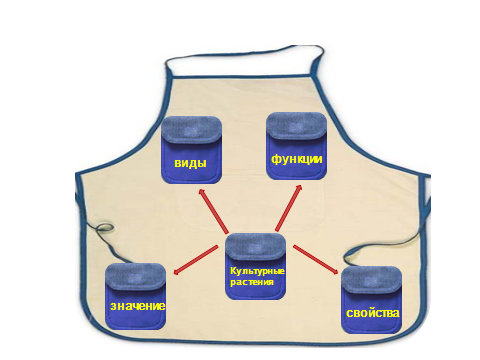 виды
функции
Культурные
растения
значение
свойства